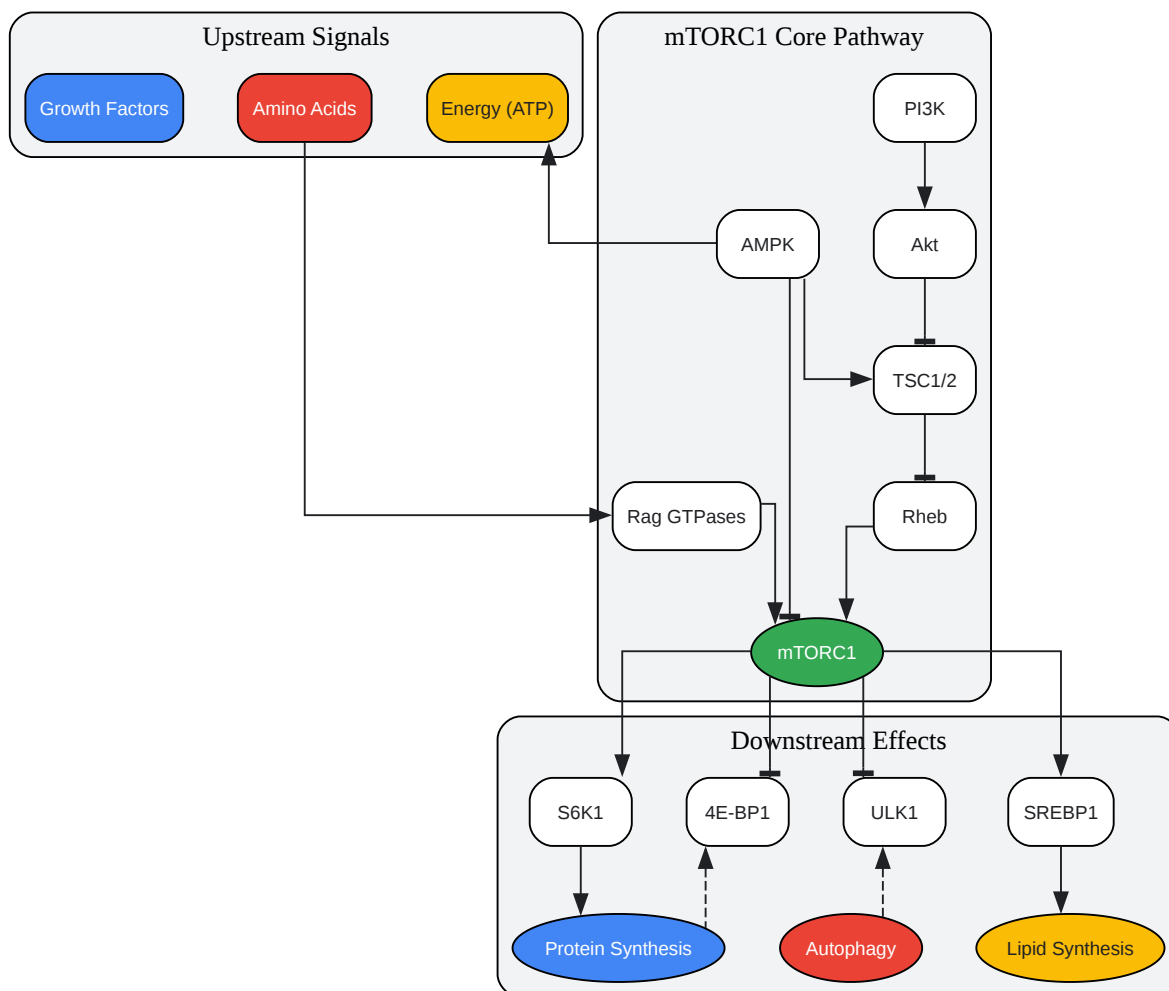 Upstream Signals
mTORC1 Core Pathway
Growth Factors
Amino Acids
Energy (ATP)
PI3K
AMPK
Akt
TSC1/2
Rag GTPases
Rheb
mTORC1
Downstream Effects
S6K1
4E-BP1
ULK1
SREBP1
Protein Synthesis
Autophagy
Lipid Synthesis